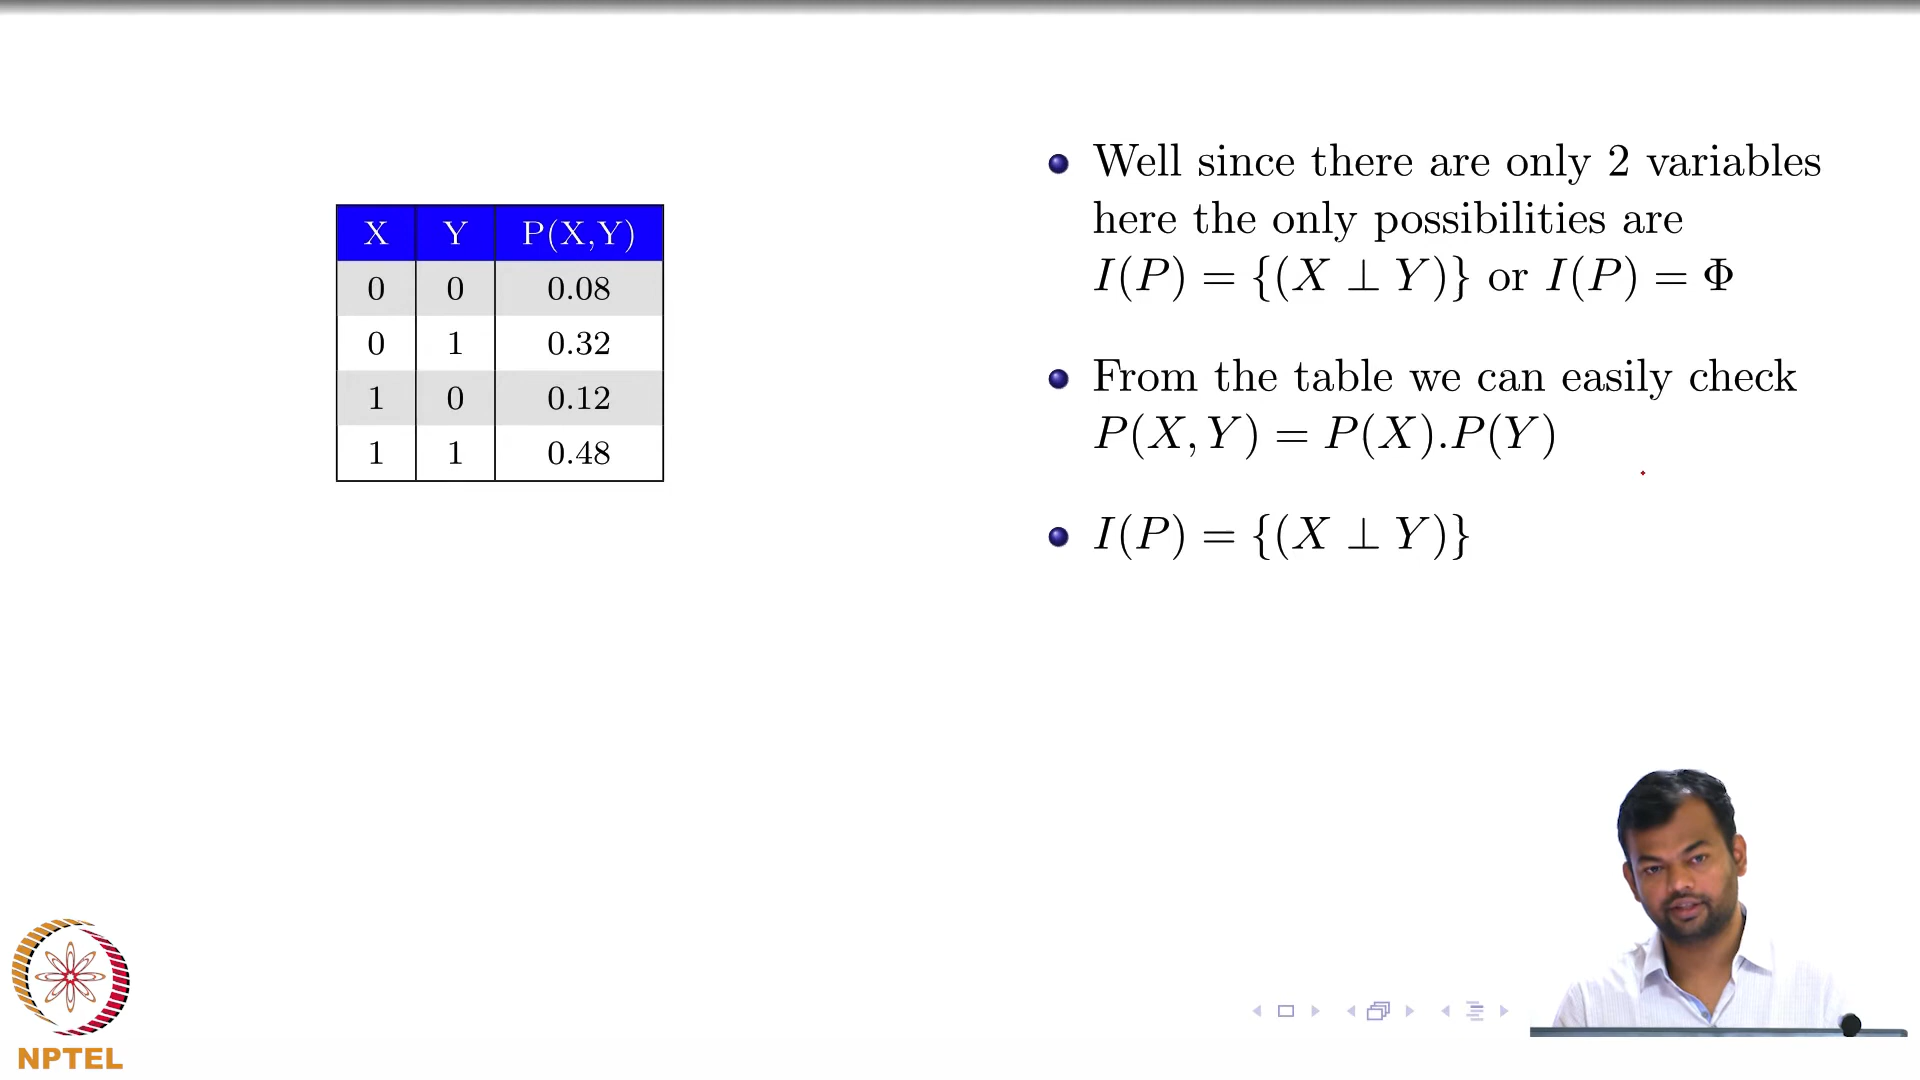 X Y P(X,Y)
0 0 0.08
0 1 0.32
1 0 0.12
1 1 0.48
Well since there are only 2 variables
here the only possibilities are
I(P) = {(X ⊥ Y)} or I(P) = Φ
From the table we can easily check
P(X, Y) = P(X).P(Y)
I(P) = {(X ⊥ Y)}
NPTEL